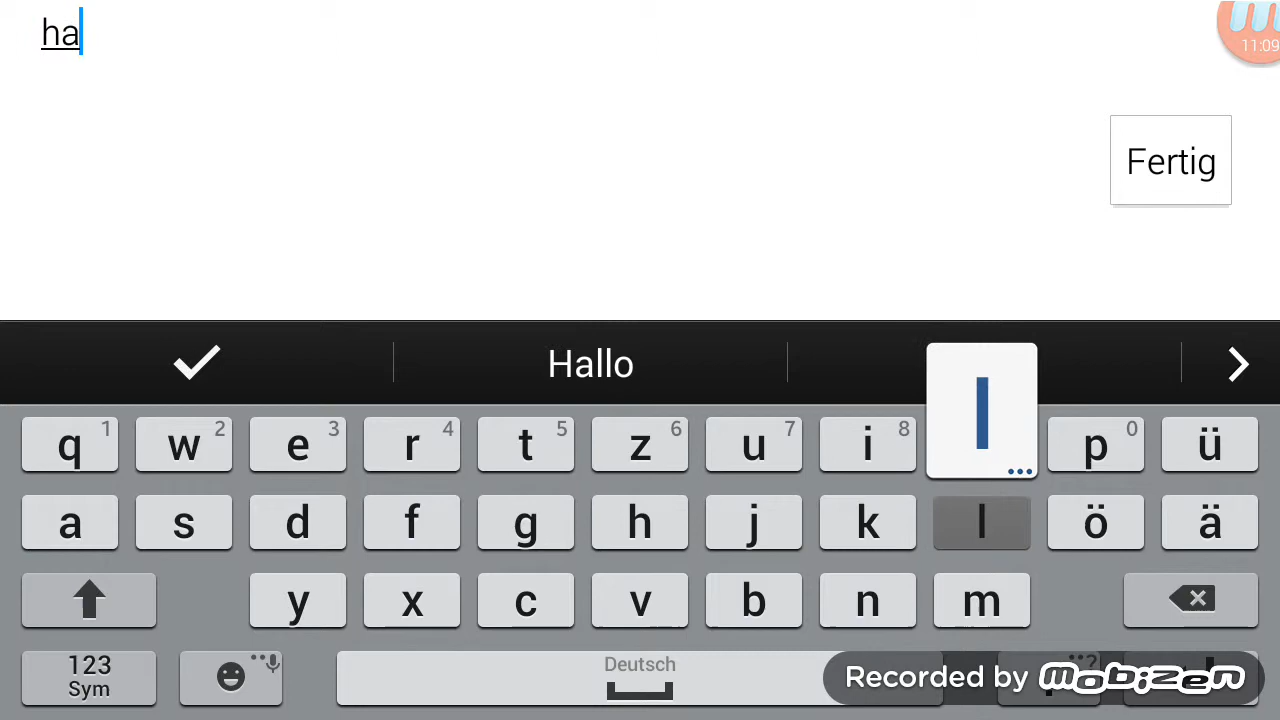 ha
11:09
Fertig
Hallo
l
q 1 w 2 e 3 r 4 t 5 z 6 u 7 i 8 p 0 ü
a s d f g h j k l ö ä
y x c v b n m
123 Sym
Deutsch
Recorded by mobizen